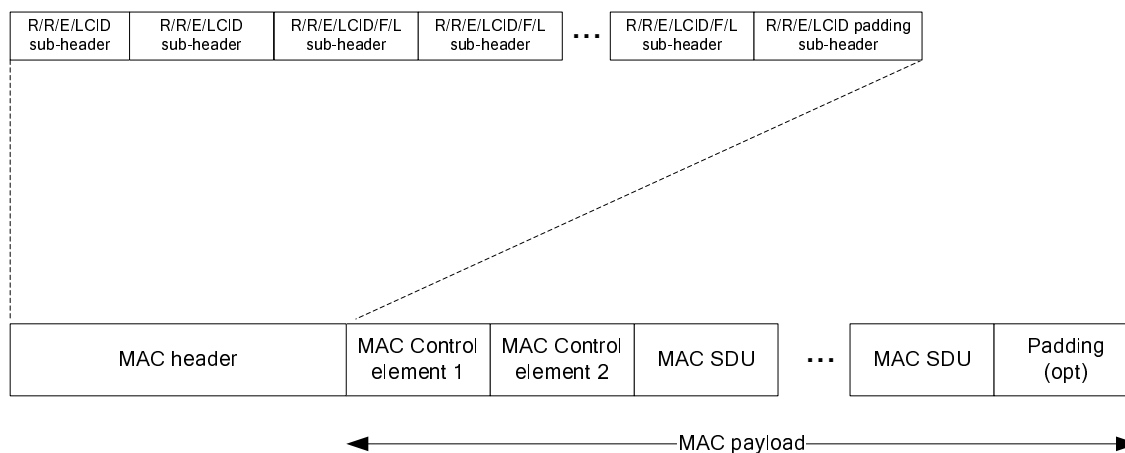 R/R/E/LCID
sub-header
R/R/E/LCID
sub-header
R/R/E/LCID/F/L
sub-header
R/R/E/LCID/F/L
sub-header
...
R/R/E/LCID/F/L
sub-header
R/R/E/LCID padding
sub-header
MAC header
MAC Control
element 1
MAC Control
element 2
MAC SDU
...
MAC SDU
Padding
(opt)
MAC payload